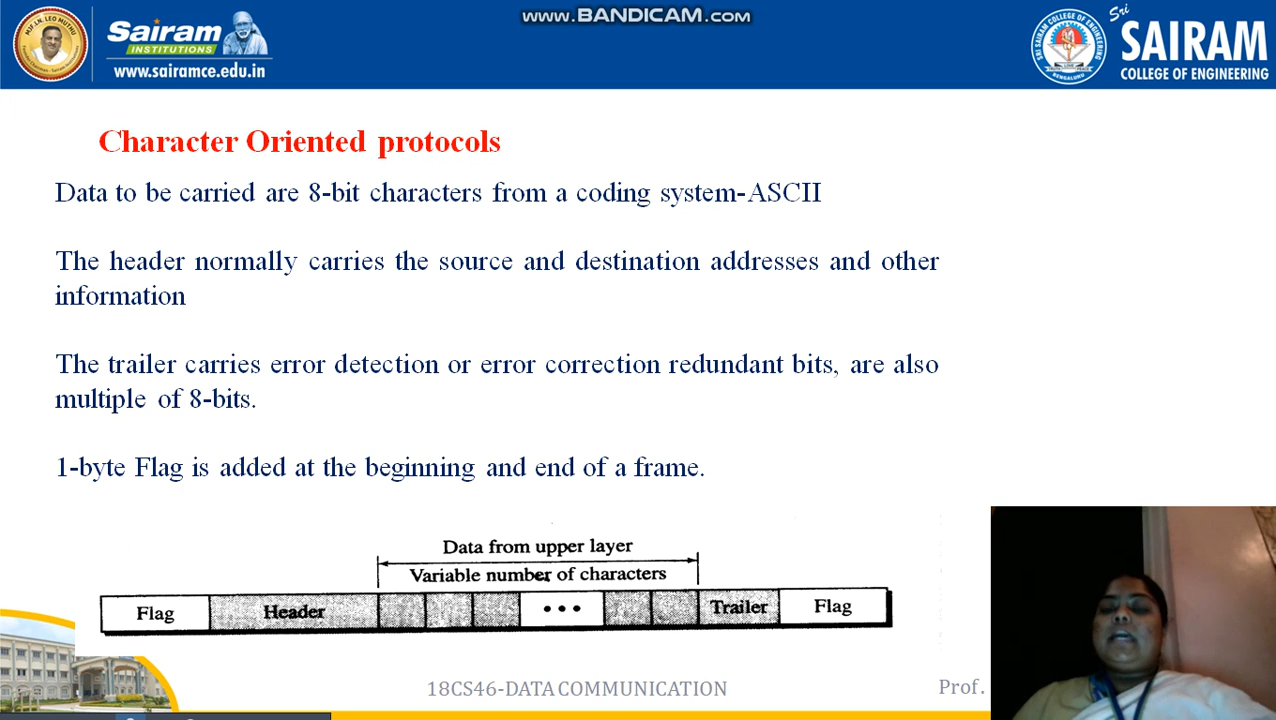 www.BANDICAM.com
Sairam
INSTITUTIONS
www.sairamce.edu.in
Sri
SAIRAM
COLLEGE OF ENGINEERING
Character Oriented protocols
Data to be carried are 8-bit characters from a coding system-ASCII
The header normally carries the source and destination addresses and other
information
The trailer carries error detection or error correction redundant bits, are also
multiple of 8-bits.
1-byte Flag is added at the beginning and end of a frame.
Data from upper layer
Variable number of characters
Flag Header ••• Trailer Flag
18CS46-DATA COMMUNICATION
Prof.